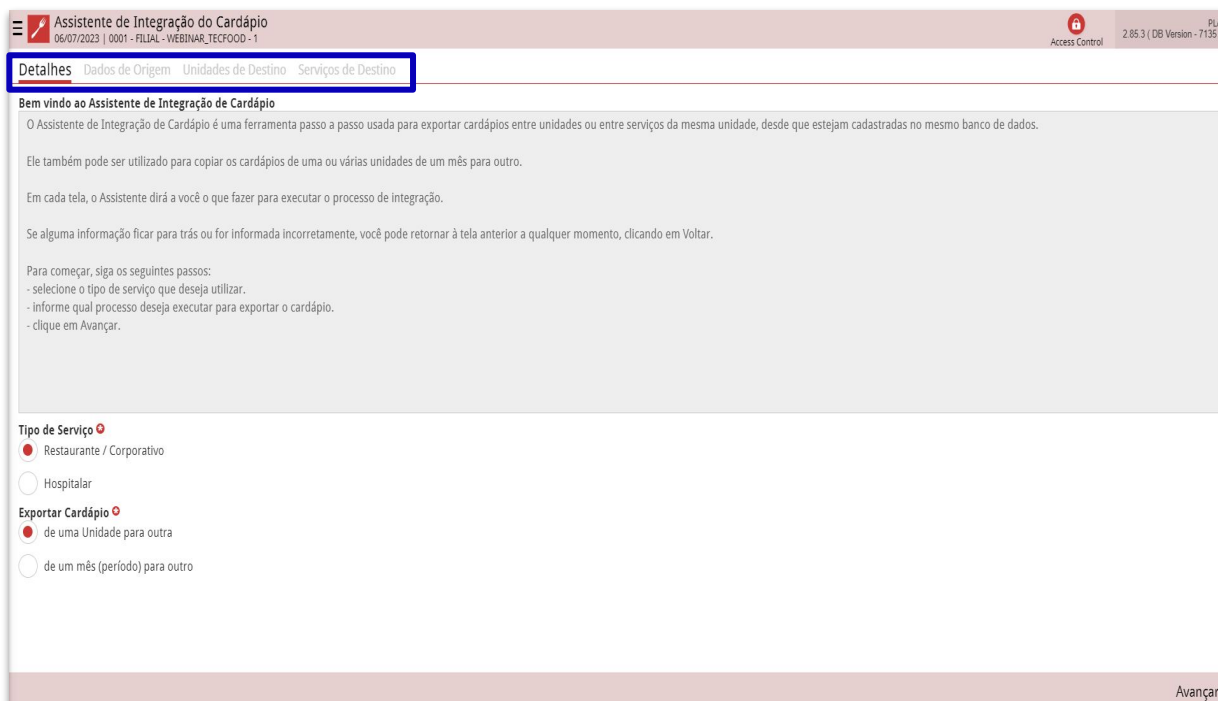 Assistente de Integração do Cardápio
06/07/2023 | 0001 - FILIAL - WEBINAR_TECFOOD - 1
Access Control
2.85.3 ( DB Version - 7135
Detalhes Dados de Origem Unidades de Destino Serviços de Destino
Bem vindo ao Assistente de Integração de Cardápio
O Assistente de Integração de Cardápio é uma ferramenta passo a passo usada para exportar cardápios entre unidades ou entre serviços da mesma unidade, desde que estejam cadastradas no mesmo banco de dados.
Ele também pode ser utilizado para copiar os cardápios de uma ou várias unidades de um mês para outro.
Em cada tela, o Assistente dirá a você o que fazer para executar o processo de integração.
Se alguma informação ficar para trás ou for informada incorretamente, você pode retornar à tela anterior a qualquer momento, clicando em Voltar.
Para começar, siga os seguintes passos:
- selecione o tipo de serviço que deseja utilizar.
- informe qual processo deseja executar para exportar o cardápio.
- clique em Avançar.
Tipo de Serviço
Restaurante / Corporativo
Hospitalar
Exportar Cardápio
de uma Unidade para outra
de um mês (período) para outro
Avançar